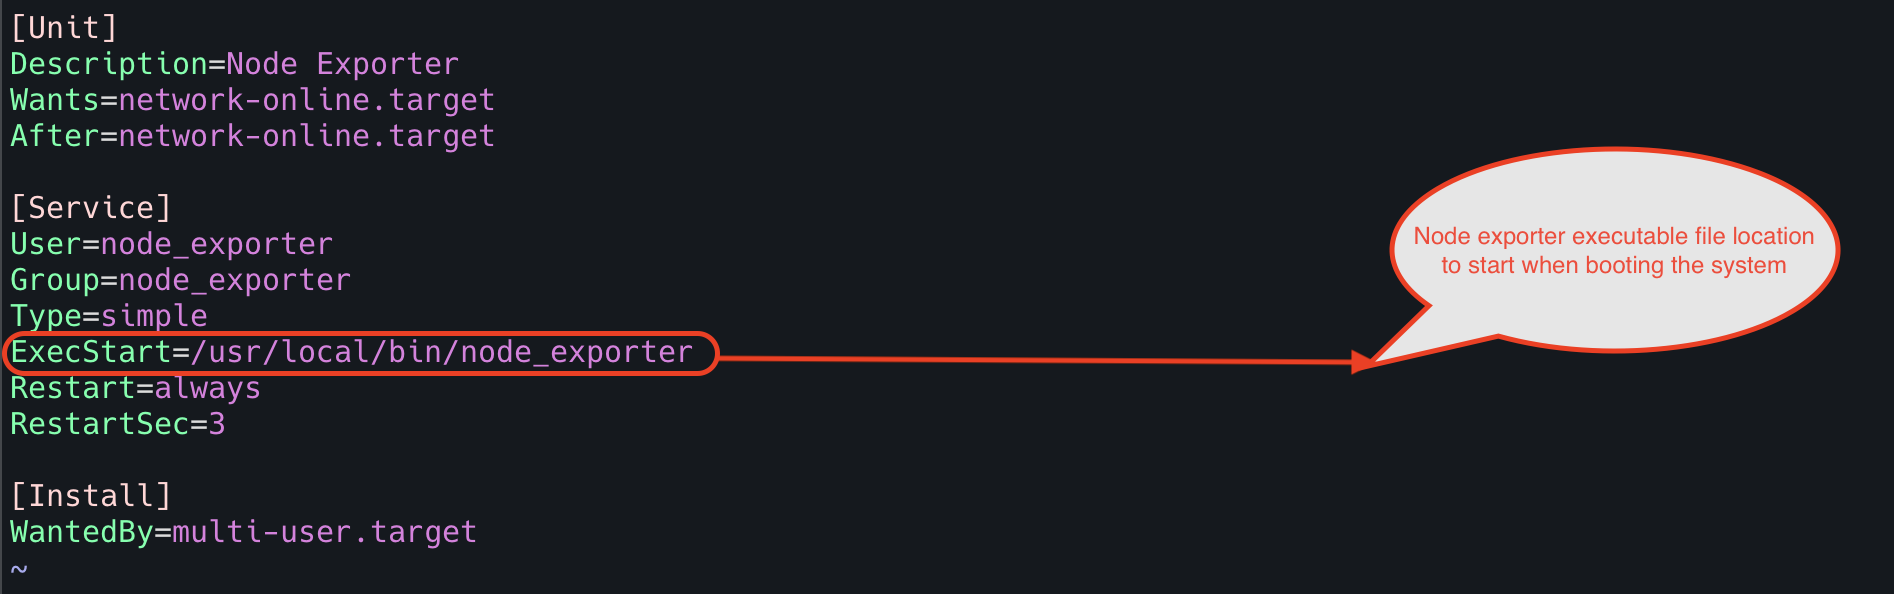 [Unit]
Description=Node Exporter
Wants=network-online.target
After=network-online.target
[Service]
User=node_exporter
Group=node_exporter
Type=simple
ExecStart=/usr/local/bin/node_exporter
Restart=always
RestartSec=3
[Install]
WantedBy=multi-user.target
~
Node exporter executable file location
to start when booting the system